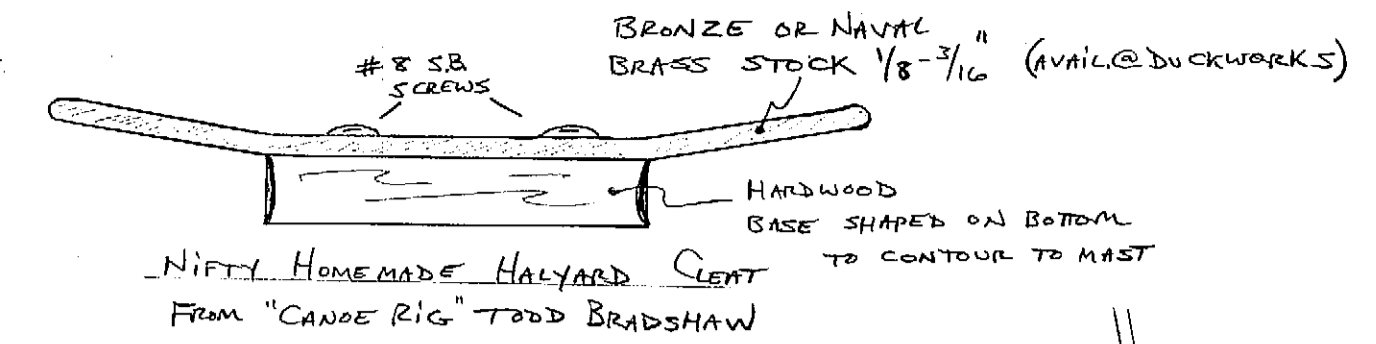 BRONZE OR NAVAL
BRASS STOCK 1/8-3/16" (AVAIL.@ DUCKWORKS)
#8 S.B.
SCREWS
HARDWOOD
BASE SHAPED ON BOTTOM
TO CONTOUR TO MAST
NIFTY HOMEMADE HALYARD CLEAT
FROM "CANOE RIG" TODD BRADSHAW